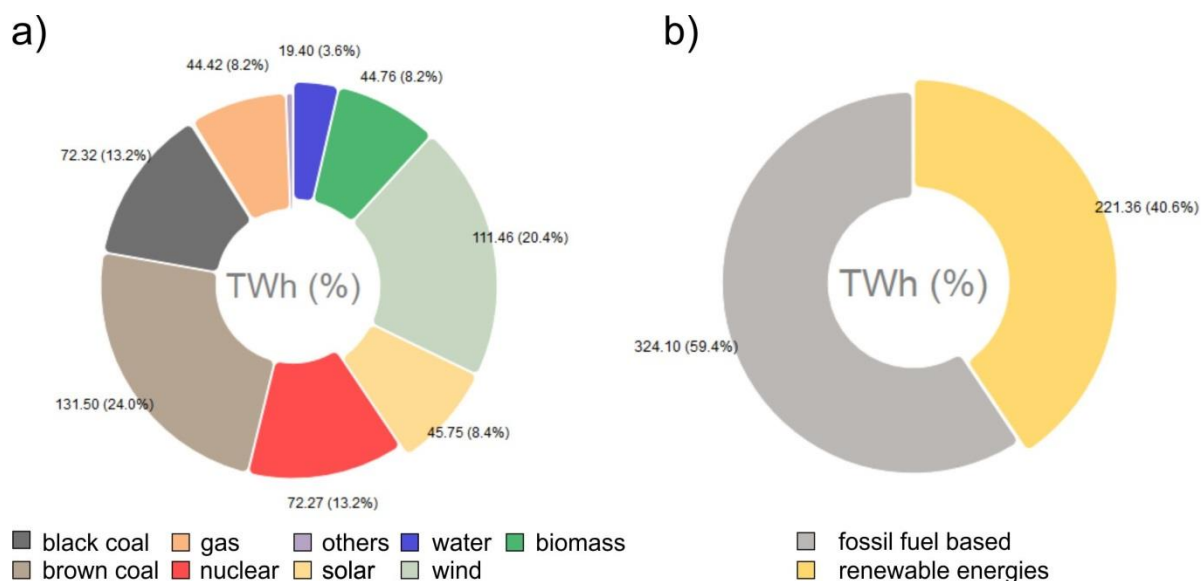 a)
b)
19.40 (3.6%)
44.42 (8.2%)
44.76 (8.2%)
72.32 (13.2%)
111.46 (20.4%)
TWh (%)
131.50 (24.0%)
45.75 (8.4%)
72.27 (13.2%)
221.36 (40.6%)
TWh (%)
324.10 (59.4%)
black coal
gas
others
water
biomass
brown coal
nuclear
solar
wind
fossil fuel based
renewable energies